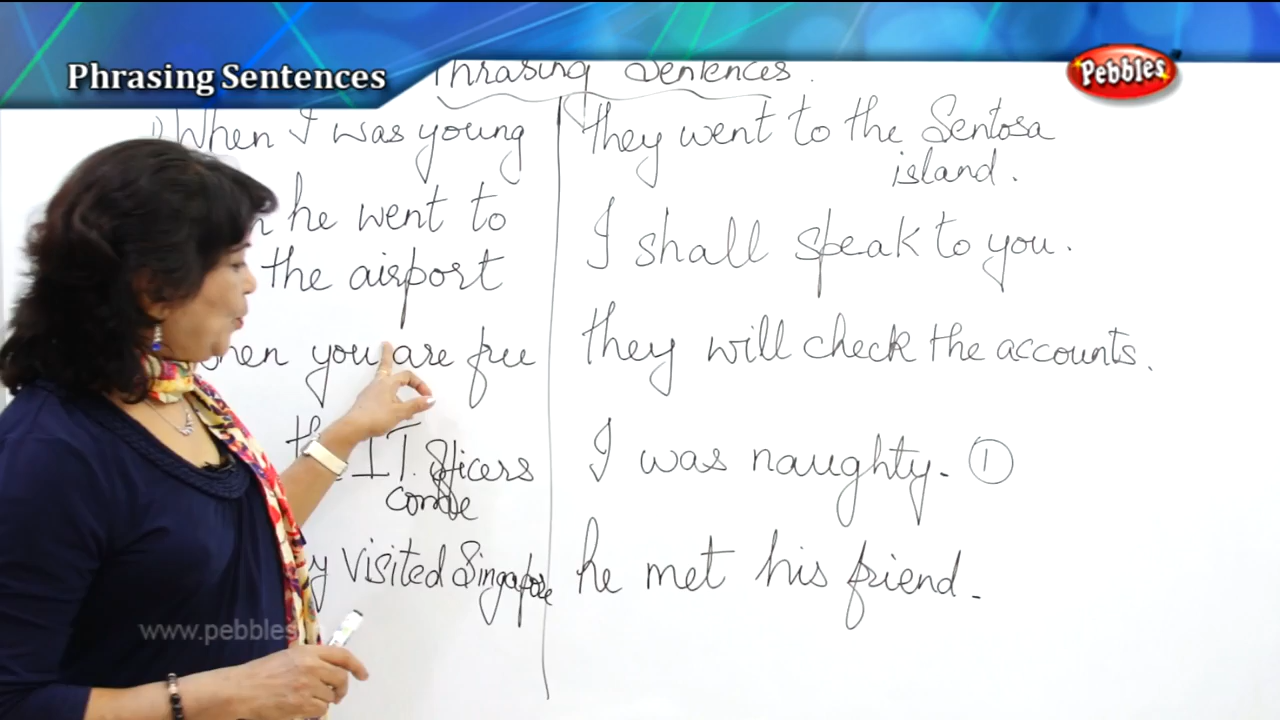 Phrasing Sentences
Pebbles
Phrasing Sentences.
1) When I was young
he went to
the airport
you are free
I.T. Officers
come
visited Singapore
they went to the Sentosa
island.
I shall speak to you.
they will check the accounts.
I was naughty. 1
he met his friend.
www.pebbles